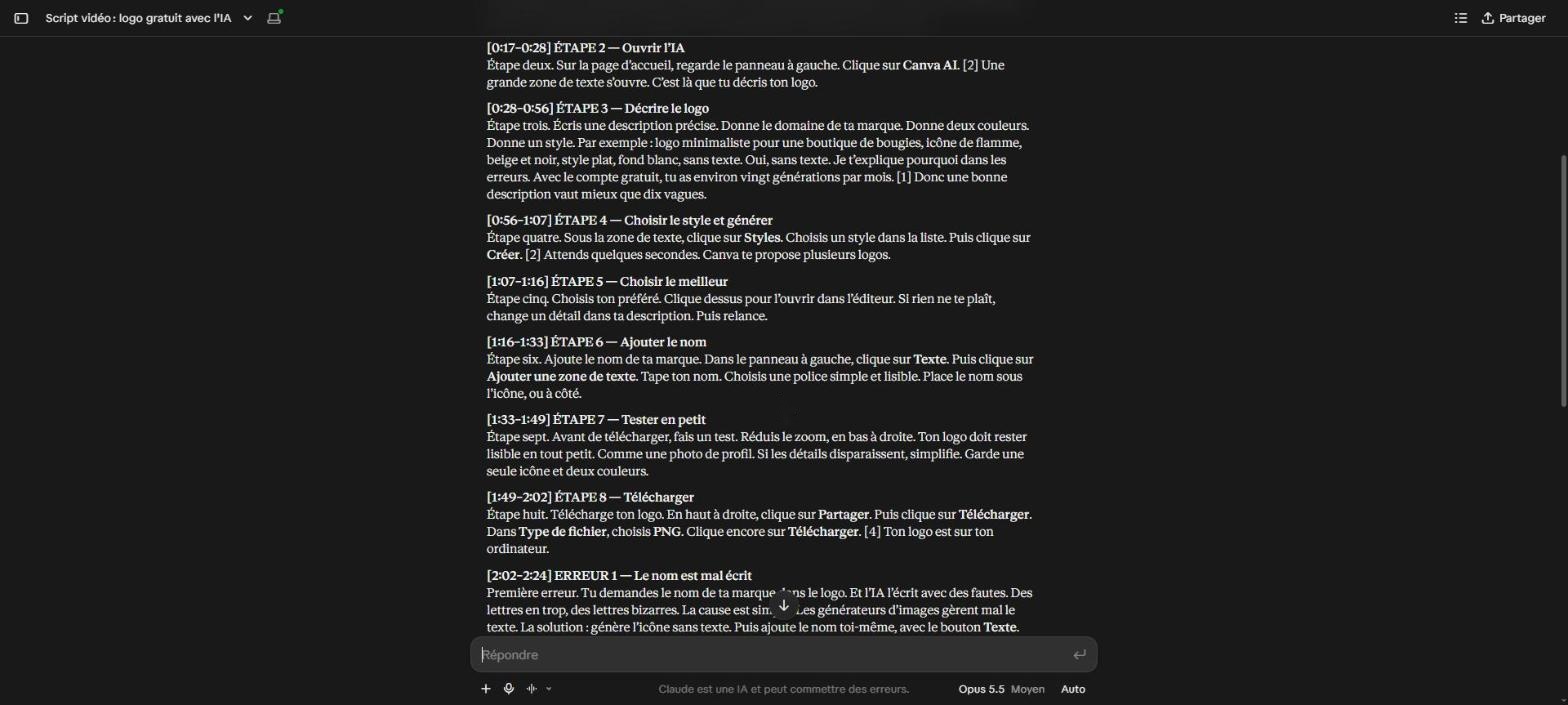 Script vidéo : logo gratuit avec l'IA
Partager
[0:17–0:28] ÉTAPE 2 — Ouvrir l’IA
Étape deux. Sur la page d’accueil, regarde le panneau à gauche. Clique sur Canva AI. [2] Une
grande zone de texte s’ouvre. C’est là que tu décris ton logo.
[0:28–0:56] ÉTAPE 3 — Décrire le logo
Étape trois. Écris une description précise. Donne le domaine de ta marque. Donne deux couleurs.
Donne un style. Par exemple : logo minimaliste pour une boutique de bougies, icône de flamme,
beige et noir, style plat, fond blanc, sans texte. Oui, sans texte. Je t’explique pourquoi dans les
erreurs. Avec le compte gratuit, tu as environ vingt générations par mois. [1] Donc une bonne
description vaut mieux que dix vagues.
[0:56–1:07] ÉTAPE 4 — Choisir le style et générer
Étape quatre. Sous la zone de texte, clique sur Styles. Choisis un style dans la liste. Puis clique sur
Créer. [2] Attends quelques secondes. Canva te propose plusieurs logos.
[1:07–1:16] ÉTAPE 5 — Choisir le meilleur
Étape cinq. Choisis ton préféré. Clique dessus pour l’ouvrir dans l’éditeur. Si rien ne te plaît,
change un détail dans ta description. Puis relance.
[1:16–1:33] ÉTAPE 6 — Ajouter le nom
Étape six. Ajoute le nom de ta marque. Dans le panneau à gauche, clique sur Texte. Puis clique sur
Ajouter une zone de texte. Tape ton nom. Choisis une police simple et lisible. Place le nom sous
l’icône, ou à côté.
[1:33–1:49] ÉTAPE 7 — Tester en petit
Étape sept. Avant de télécharger, fais un test. Réduis le zoom, en bas à droite. Ton logo doit rester
lisible en tout petit. Comme une photo de profil. Si les détails disparaissent, simplifie. Garde une
seule icône et deux couleurs.
[1:49–2:02] ÉTAPE 8 — Télécharger
Étape huit. Télécharge ton logo. En haut à droite, clique sur Partager. Puis clique sur Télécharger.
Dans Type de fichier, choisis PNG. Clique encore sur Télécharger. [4] Ton logo est sur ton
ordinateur.
[2:02–2:24] ERREUR 1 — Le nom est mal écrit
Première erreur. Tu demandes le nom de ta marque le logo. Et l’IA l’écrit avec des fautes. Des
lettres en trop, des lettres bizarres. La cause est Les générateurs d’images gèrent mal le
texte. La solution : génère l’icône sans texte. Puis ajoute le nom toi-même, avec le bouton Texte.
Répondre
Claude est une IA et peut commettre des erreurs.
Opus 5.5 Moyen Auto